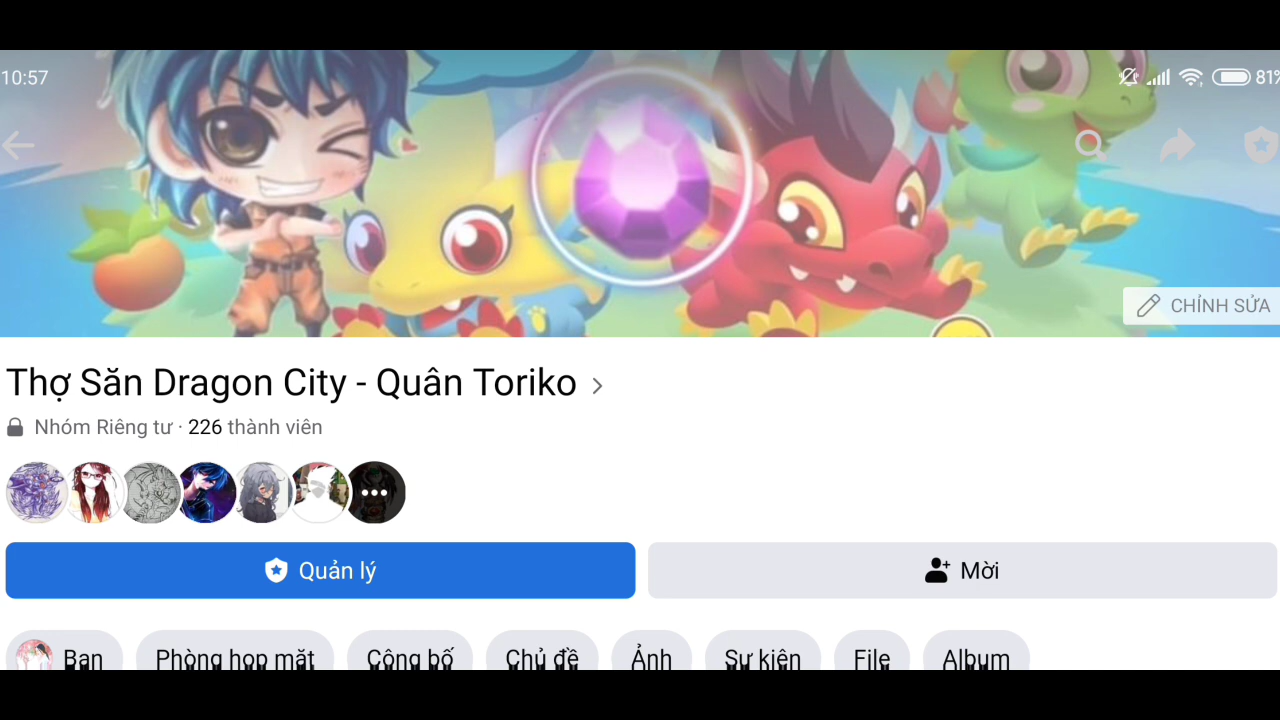 10:57
81%
CHỈNH SỬA
Thợ Săn Dragon City - Quân Toriko
Nhóm Riêng tư · 226 thành viên
Quản lý
Mời
Bạn Phòng họp mặt Công bố Chủ đề Ảnh Sự kiện File Album